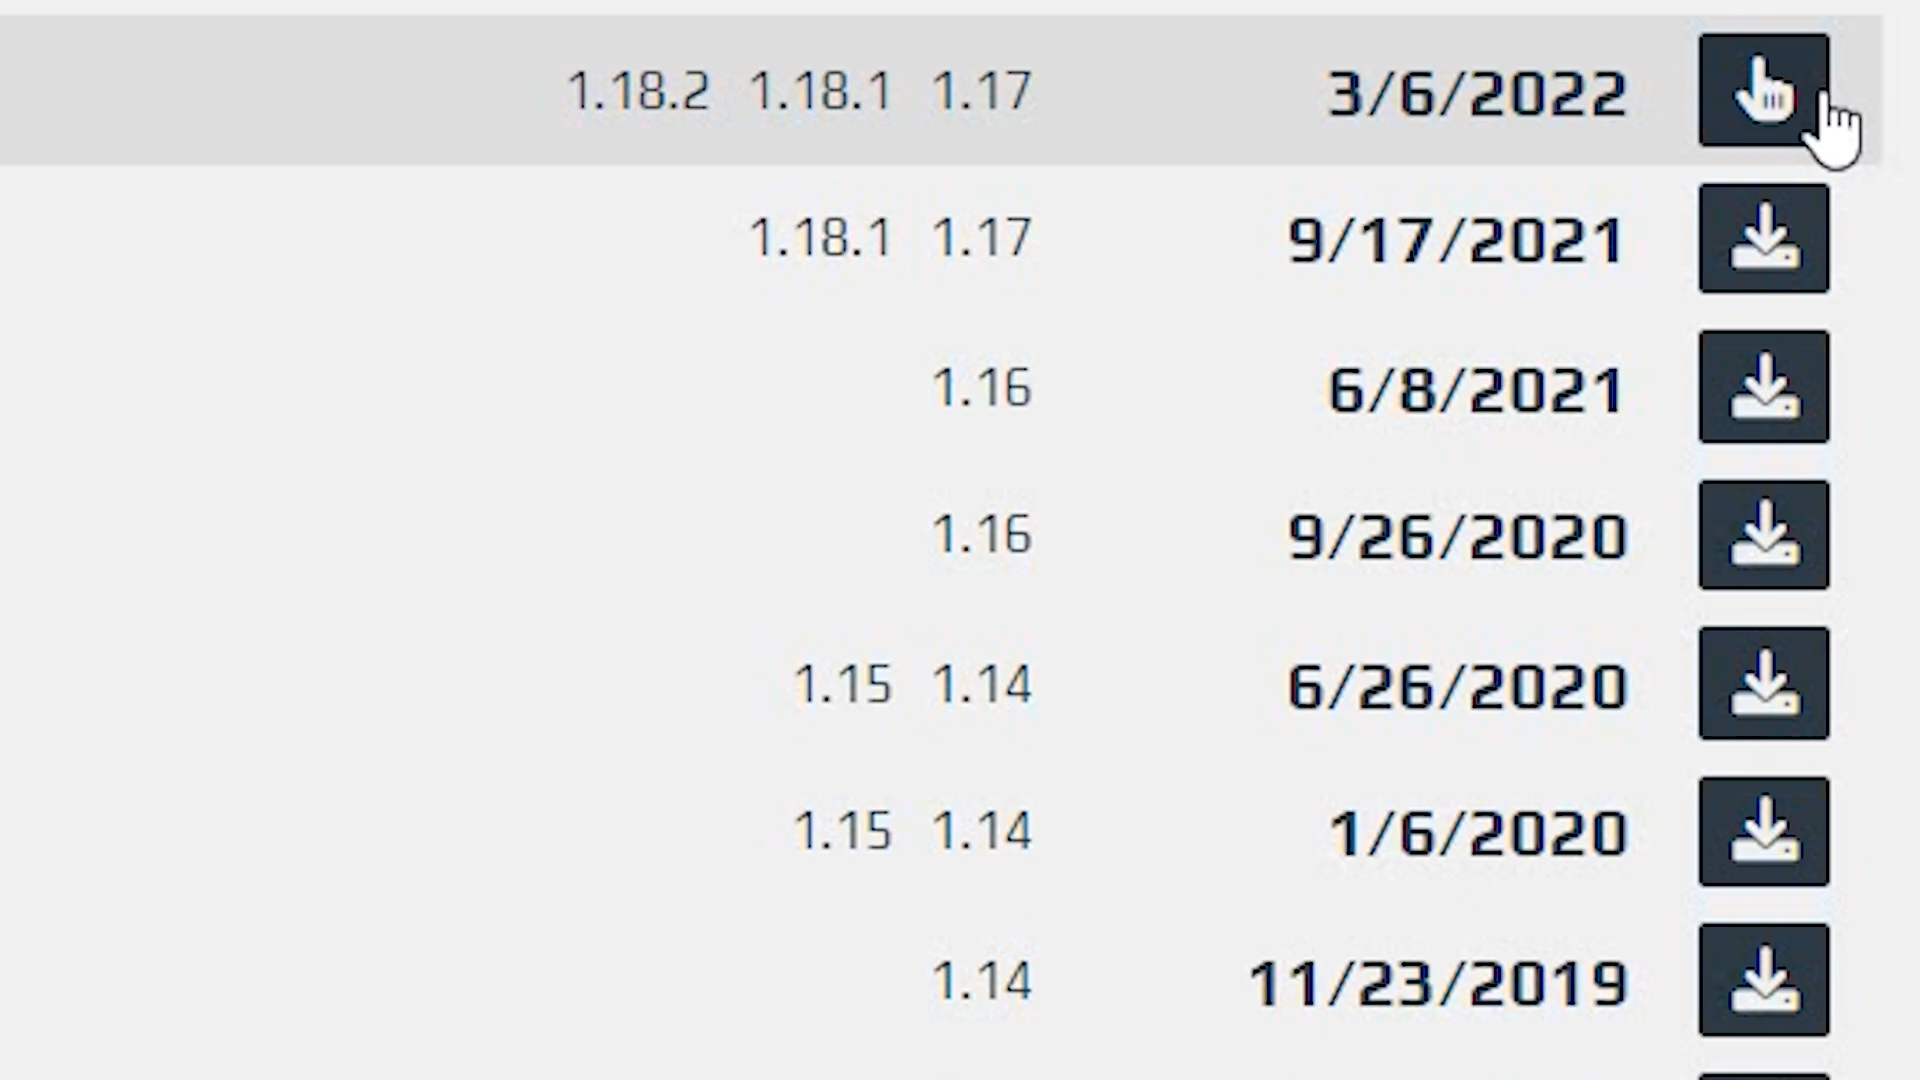 1.18.2 1.18.1 1.17 3/6/2022
1.18.1 1.17 9/17/2021
1.16 6/8/2021
1.16 9/26/2020
1.15 1.14 6/26/2020
1.15 1.14 1/6/2020
1.14 11/23/2019